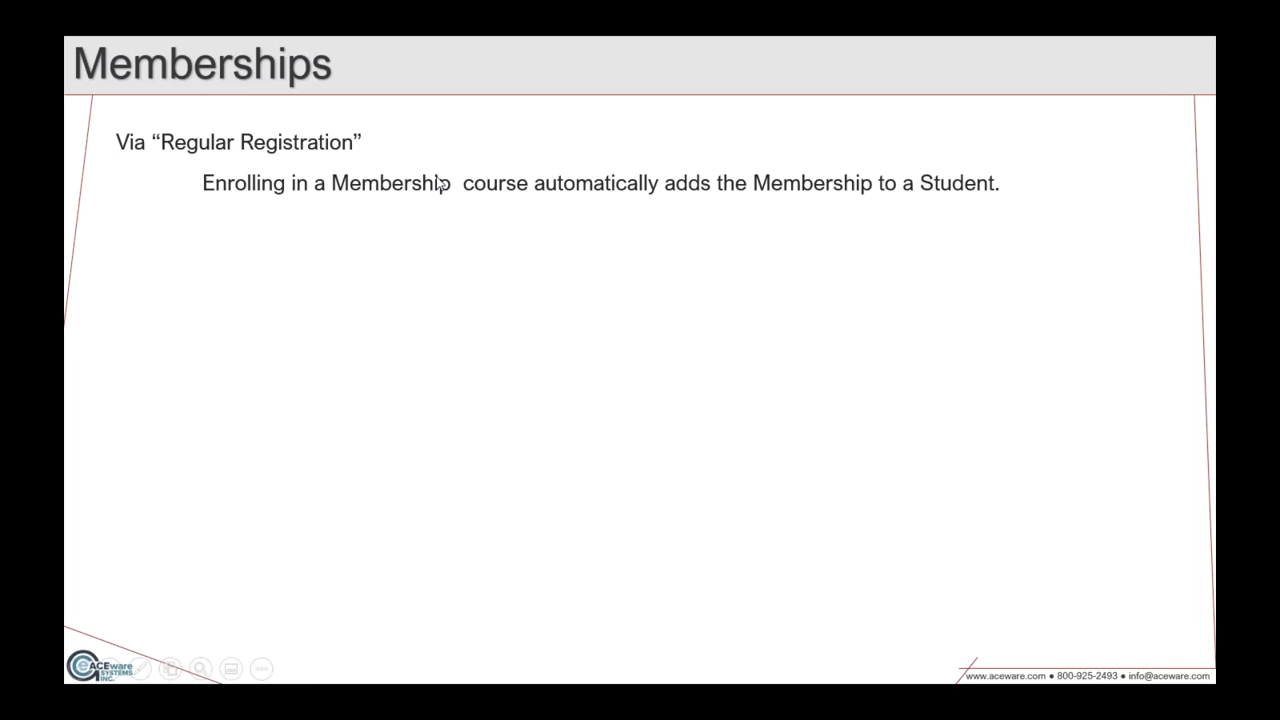 Memberships
Via “Regular Registration”
Enrolling in a Membership  course automatically adds the Membership to a Student.
ACEware
SYSTEMS
INC.
www.aceware.com ● 800-925-2493 ● info@aceware.com